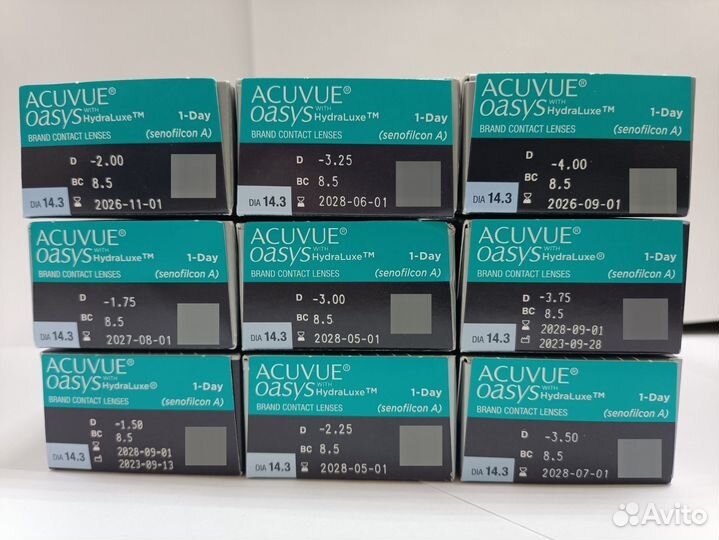 ACUVUE®
oasys WITH HydraLuxe™ 1-Day
BRAND CONTACT LENSES (senofilcon A)
D -2.00
BC 8.5
DIA 14.3 2026-11-01
ACUVUE®
oasys WITH HydraLuxe™ 1-Day
BRAND CONTACT LENSES (senofilcon A)
D -3.25
BC 8.5
DIA 14.3 2028-06-01
ACUVUE®
oasys WITH HydraLuxe™ 1-Day
BRAND CONTACT LENSES (senofilcon A)
D -4.00
BC 8.5
DIA 14.3 2026-09-01
ACUVUE®
oasys WITH HydraLuxe™ 1-Day
BRAND CONTACT LENSES (senofilcon A)
D -1.75
BC 8.5
DIA 14.3 2027-08-01
ACUVUE®
oasys WITH HydraLuxe™ 1-Day
BRAND CONTACT LENSES (senofilcon A)
D -3.00
BC 8.5
DIA 14.3 2028-05-01
ACUVUE®
oasys WITH HydraLuxe® 1-Day
BRAND CONTACT LENSES (senofilcon A)
D -3.75
BC 8.5
2028-09-01
DIA 14.3 2023-09-28
ACUVUE®
oasys WITH HydraLuxe® 1-Day
BRAND CONTACT LENSES (senofilcon A)
D -1.50
BC 8.5
2028-09-01
DIA 14.3 2023-09-13
ACUVUE®
oasys WITH HydraLuxe™ 1-Day
BRAND CONTACT LENSES (senofilcon A)
D -2.25
BC 8.5
DIA 14.3 2028-05-01
ACUVUE®
oasys WITH HydraLuxe™ 1-Day
BRAND CONTACT LENSES (senofilcon A)
D -3.50
BC 8.5
DIA 14.3 2028-07-01
Avito